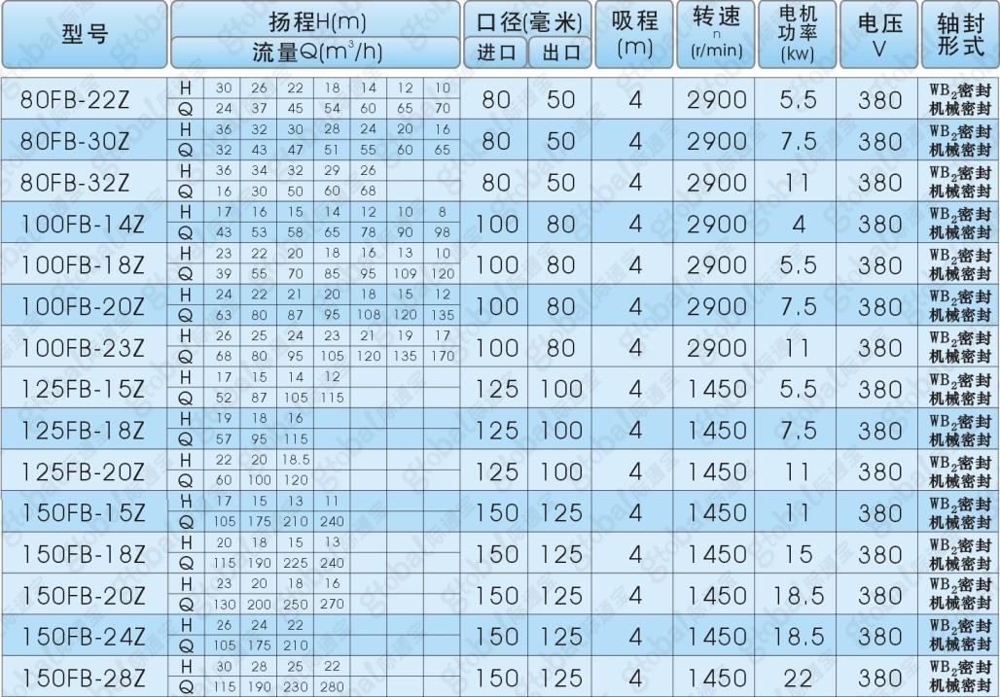 型号 扬程H(m) 口径(毫米) 吸程 (m) 转速 n (r/min) 电机 功率 (kw) 电压 V 轴封 形式
流量Q(m³/h) 进口 出口
80FB-22Z H 30 26 22 18 14 12 10 80 50 4 2900 5.5 380 WB₂密封
Q 24 37 45 54 60 65 70 机械密封
80FB-30Z H 36 32 30 28 24 20 16 80 50 4 2900 7.5 380 WB₂密封
Q 32 43 47 51 55 60 65 机械密封
80FB-32Z H 36 34 32 29 26 80 50 4 2900 11 380 WB₂密封
Q 16 30 50 60 68 机械密封
100FB-14Z H 17 16 15 14 12 10 8 100 80 4 2900 4 380 WB₂密封
Q 43 53 58 65 78 90 98 机械密封
100FB-18Z H 23 22 20 18 16 13 10 100 80 4 2900 5.5 380 WB₂密封
Q 39 55 70 85 95 109 120 机械密封
100FB-20Z H 24 22 21 20 18 15 12 100 80 4 2900 7.5 380 WB₂密封
Q 63 80 87 95 108 120 135 机械密封
100FB-23Z H 26 25 24 23 21 19 17 100 80 4 2900 11 380 WB₂密封
Q 68 80 95 105 120 135 170 机械密封
125FB-15Z H 17 15 14 12 125 100 4 1450 5.5 380 WB₂密封
Q 52 87 105 115 机械密封
125FB-18Z H 19 18 16 125 100 4 1450 7.5 380 WB₂密封
Q 57 95 115 机械密封
125FB-20Z H 22 20 18.5 125 100 4 1450 11 380 WB₂密封
Q 60 100 120 机械密封
150FB-15Z H 17 15 13 11 150 125 4 1450 11 380 WB₂密封
Q 105 175 210 240 机械密封
150FB-18Z H 20 18 15 13 150 125 4 1450 15 380 WB₂密封
Q 115 190 225 240 机械密封
150FB-20Z H 23 20 18 16 150 125 4 1450 18.5 380 WB₂密封
Q 130 200 250 270 机械密封
150FB-24Z H 26 24 22 150 125 4 1450 18.5 380 WB₂密封
Q 105 175 210 机械密封
150FB-28Z H 30 28 25 22 150 125 4 1450 22 380 WB₂密封
Q 115 190 230 280 机械密封